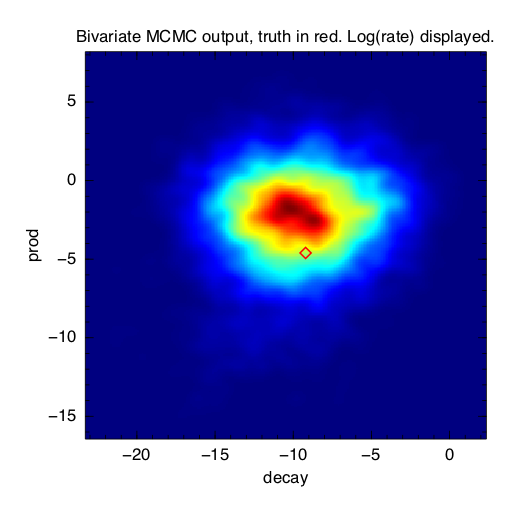 Bivariate MCMC output, truth in red. Log(rate) displayed.
5
0
−5
−10
−15
prod
−20 −15 −10 −5 0
decay